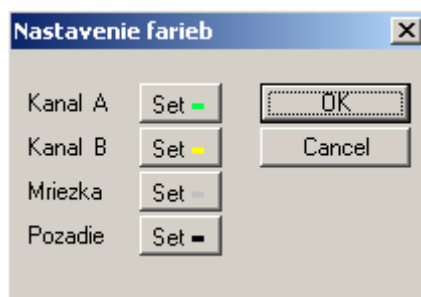 Nastavenie farieb
Kanal A Set OK
Kanal B Set Cancel
Mriezka Set
Pozadie Set